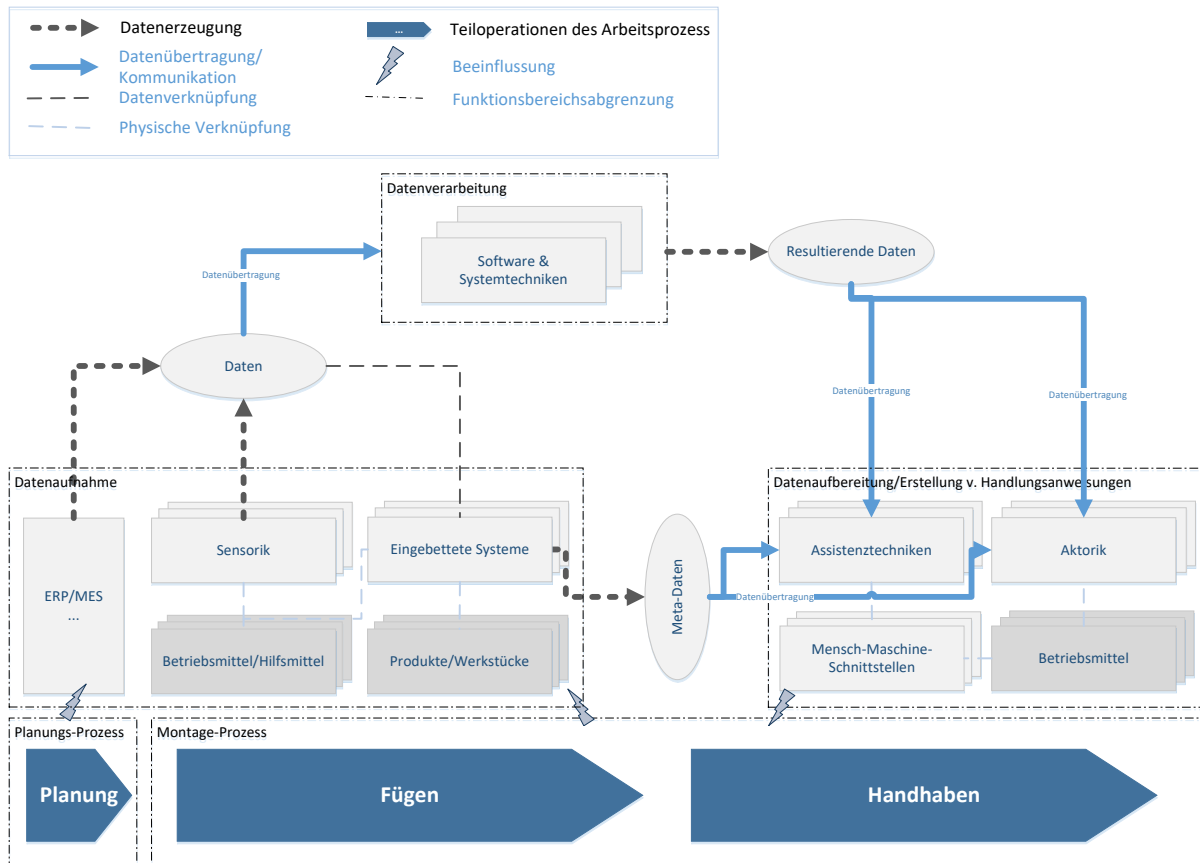 Datenerzeugung
Datenübertragung/
Kommunikation
Datenverknüpfung
Physische Verknüpfung
...
Teiloperationen des Arbeitsprozess
Beeinflussung
Funktionsbereichsabgrenzung
Datenverarbeitung
Software &
Systemtechniken
Resultierende Daten
Datenübertragung
Daten
Datenübertragung
Datenübertragung
Datenaufnahme
ERP/MES
...
Sensorik
Eingebettete Systeme
Betriebsmittel/Hilfsmittel
Produkte/Werkstücke
Meta-Daten
Datenübertragung
Datenaufbereitung/Erstellung v. Handlungsanweisungen
Assistenztechniken
Aktorik
Mensch-Maschine-
Schnittstellen
Betriebsmittel
Planungs-Prozess
Planung
Montage-Prozess
Fügen
Handhaben